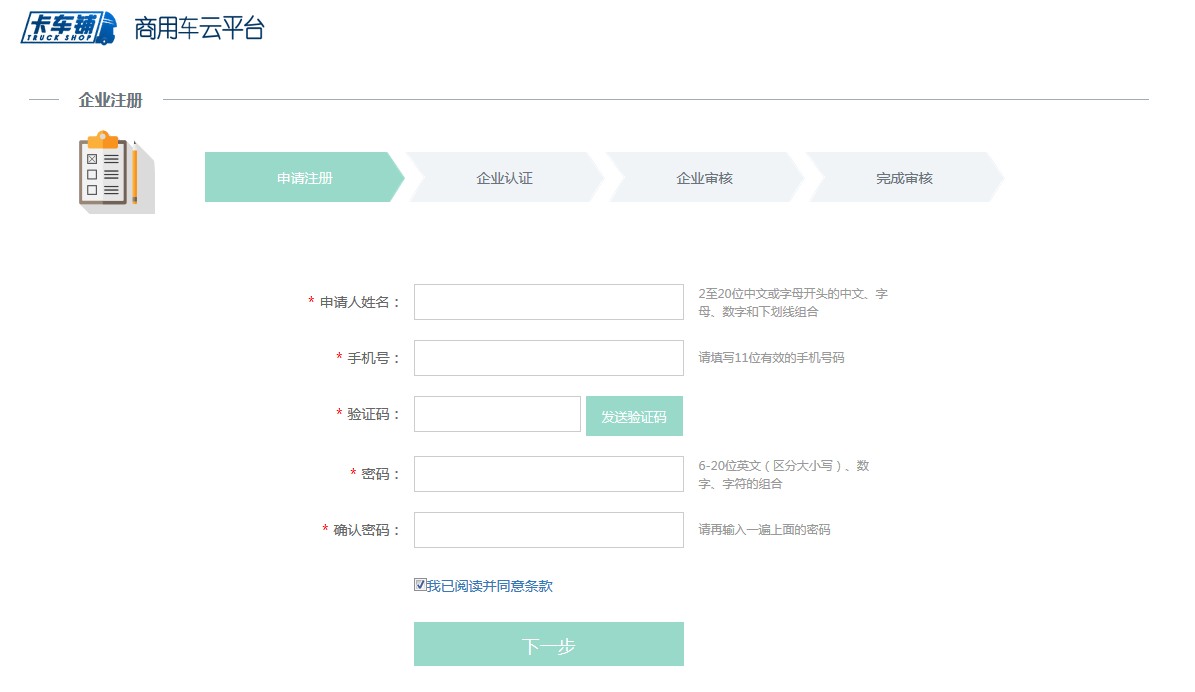 卡车铺
TRUCK SHOP
商用车云平台
企业注册
申请注册
企业认证
企业审核
完成审核
* 申请人姓名：
2至20位中文或字母开头的中文、字
母、数字和下划线组合
* 手机号：
请填写11位有效的手机号码
* 验证码：
发送验证码
* 密码：
6-20位英文（区分大小写）、数
字、字符的组合
* 确认密码：
请再输入一遍上面的密码
我已阅读并同意条款
下一步